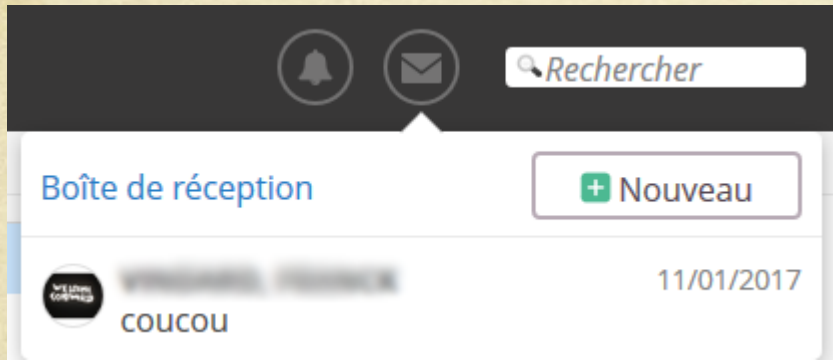 Rechercher
Boîte de réception
Nouveau
11/01/2017
coucou